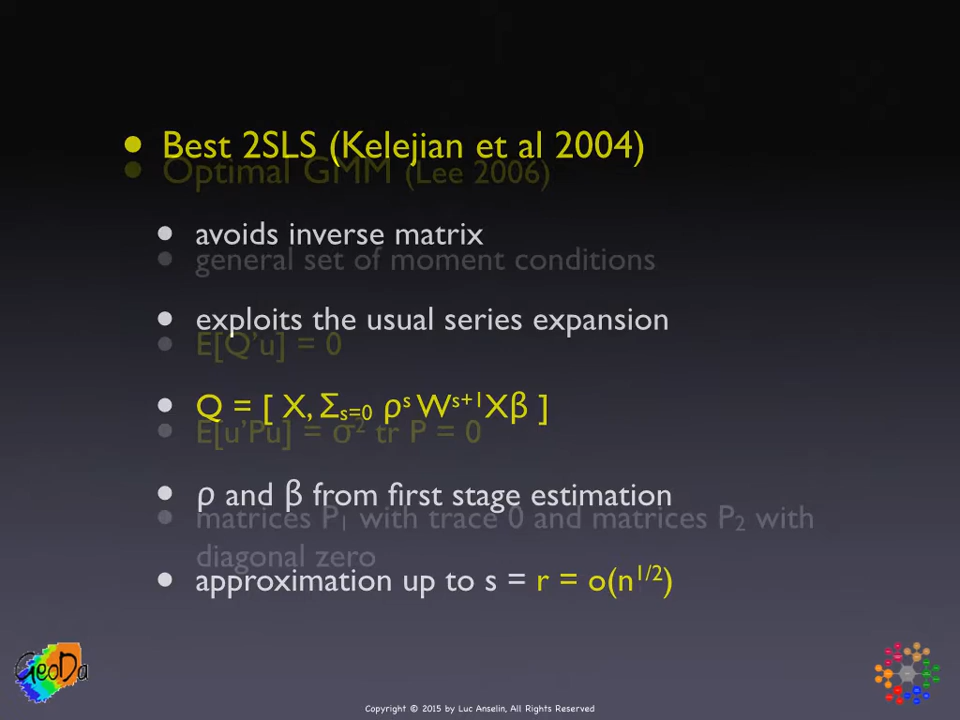 • Best 2SLS (Kelejian et al 2004)
• Optimal GMM (Lee 2006)
• avoids inverse matrix
• general set of moment conditions
• exploits the usual series expansion
• E[Q’u] = 0
• Q = [ X, Σₛ₌₀ ρˢ Wˢ⁺¹Xβ ]
• E[u’Pu] = σ² tr P = 0
• ρ and β from first stage estimation
• matrices P₁ with trace 0 and matrices P₂ with
diagonal zero
• approximation up to s = r = o(n^{1/2})
GeoDa
Copyright © 2015 by Luc Anselin, All Rights Reserved